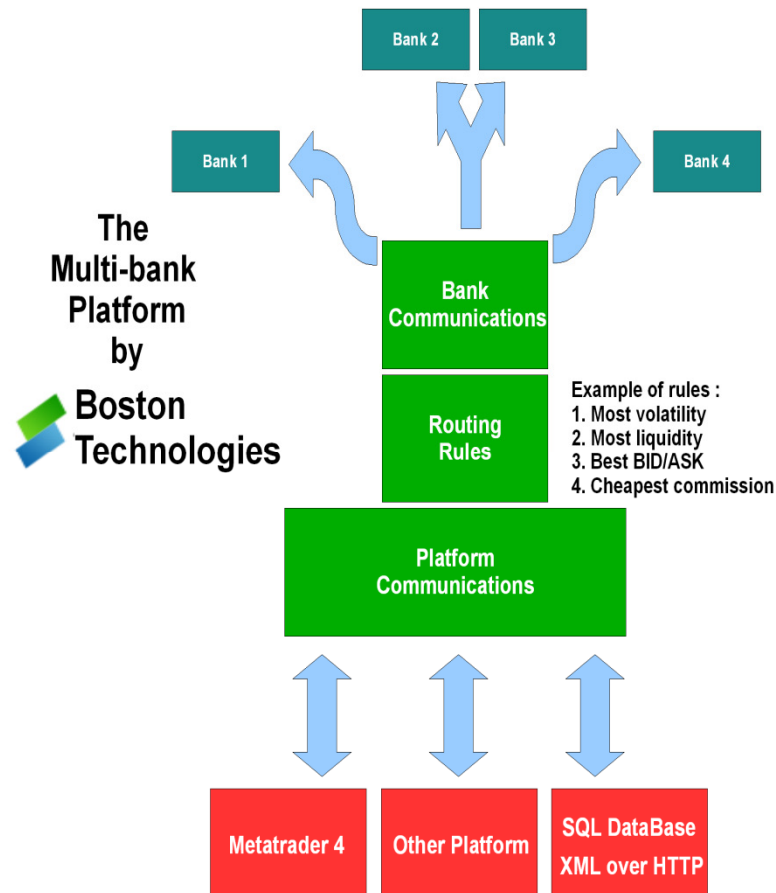 Bank 2
Bank 3
Bank 1
Bank 4
The
Multi-bank
Platform
by
Boston
Technologies
Bank
Communications
Routing
Rules
Example of rules :
1. Most volatility
2. Most liquidity
3. Best BID/ASK
4. Cheapest commission
Platform
Communications
Metatrader 4
Other Platform
SQL DataBase
XML over HTTP